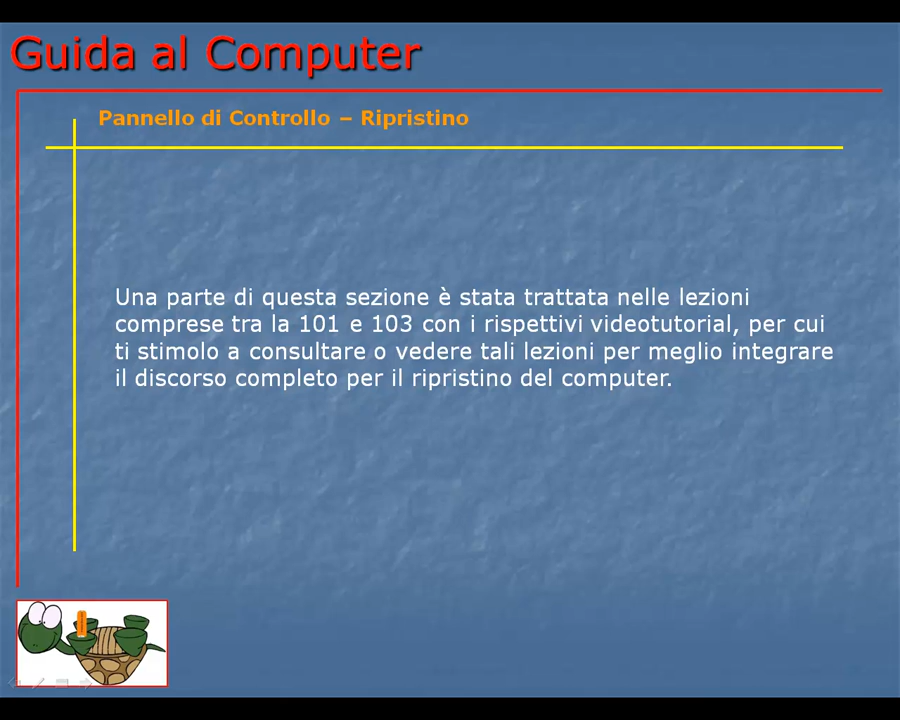 Guida al Computer
Pannello di Controllo – Ripristino
Una parte di questa sezione è stata trattata nelle lezioni
comprese tra la 101 e 103 con i rispettivi videotutorial, per cui
ti stimolo a consultare o vedere tali lezioni per meglio integrare
il discorso completo per il ripristino del computer.